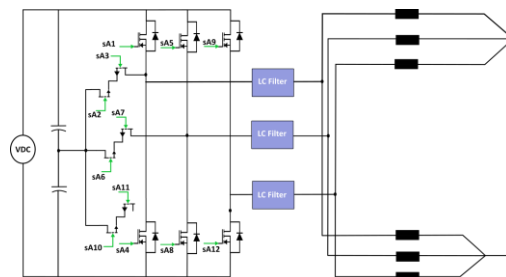 sA1
sA5
sA9
sA3
LC Filter
sA2
sA7
VDC
LC Filter
sA6
sA11
LC Filter
sA10
sA4
sA8
sA12